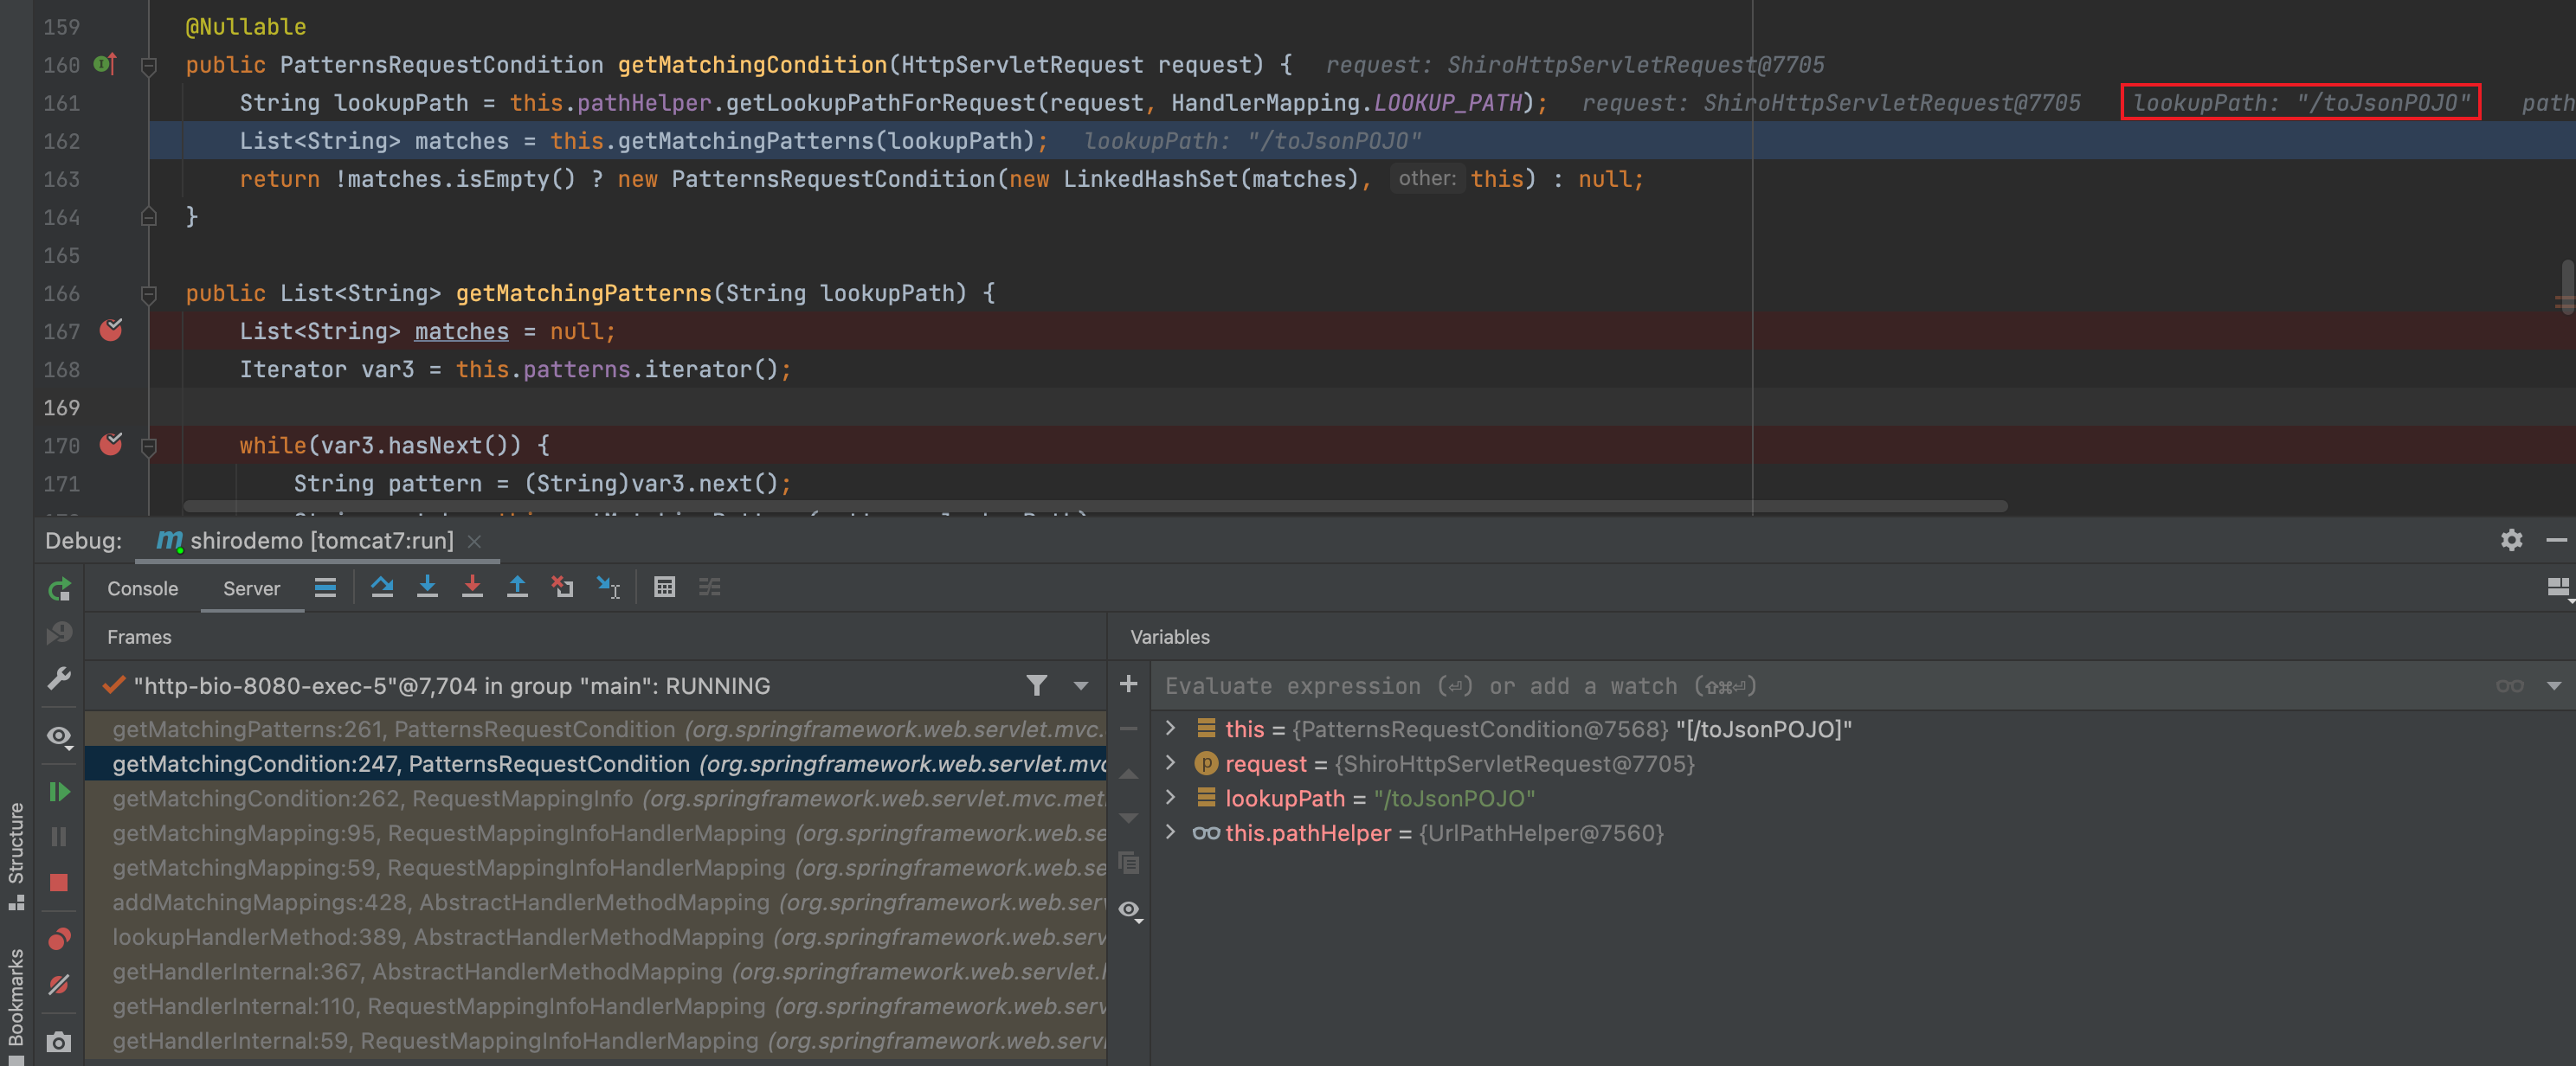 159 @Nullable
160 public PatternsRequestCondition getMatchingCondition(HttpServletRequest request) { request: ShiroHttpServletRequest@7705
161 String lookupPath = this.pathHelper.getLookupPathForRequest(request, HandlerMapping.LOOKUP_PATH); request: ShiroHttpServletRequest@7705 lookupPath: "/toJsonPOJO" path
162 List<String> matches = this.getMatchingPatterns(lookupPath); lookupPath: "/toJsonPOJO"
163 return !matches.isEmpty() ? new PatternsRequestCondition(new LinkedHashSet(matches), other: this) : null;
164 }
165
166 public List<String> getMatchingPatterns(String lookupPath) {
167 List<String> matches = null;
168 Iterator var3 = this.patterns.iterator();
169
170 while(var3.hasNext()) {
171 String pattern = (String)var3.next();
Debug: shirodemo [tomcat7:run]
Console Server
Frames
Variables
"http-bio-8080-exec-5"@7,704 in group "main": RUNNING
Evaluate expression (⏎) or add a watch (⇧⌘⏎)
getMatchingPatterns:261, PatternsRequestCondition (org.springframework.web.servlet.mvc.
getMatchingCondition:247, PatternsRequestCondition (org.springframework.web.servlet.mvc
getMatchingCondition:262, RequestMappingInfo (org.springframework.web.servlet.mvc.met
getMatchingMapping:95, RequestMappingInfoHandlerMapping (org.springframework.web.se
getMatchingMapping:59, RequestMappingInfoHandlerMapping (org.springframework.web.se
addMatchingMappings:428, AbstractHandlerMethodMapping (org.springframework.web.serv
lookupHandlerMethod:389, AbstractHandlerMethodMapping (org.springframework.web.serv
getHandlerInternal:367, AbstractHandlerMethodMapping (org.springframework.web.servlet.
getHandlerInternal:110, RequestMappingInfoHandlerMapping (org.springframework.web.serv
getHandlerInternal:59, RequestMappingInfoHandlerMapping (org.springframework.web.servl
this = {PatternsRequestCondition@7568} "[/toJsonPOJO]"
request = {ShiroHttpServletRequest@7705}
lookupPath = "/toJsonPOJO"
this.pathHelper = {UrlPathHelper@7560}
Structure
Bookmarks